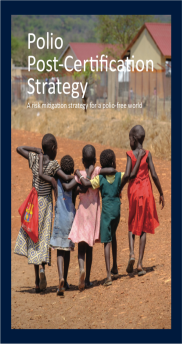 Polio
Post-Certification
Strategy
A risk mitigation strategy for a polio-free world